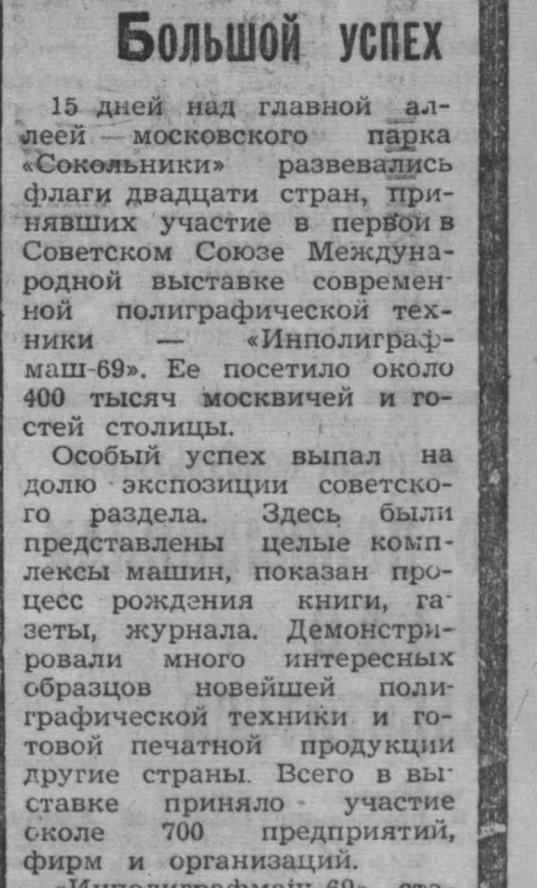 Большой успех
15 дней над главной ал-
леей московского парка
«Сокольники» развевались
флаги двадцати стран, при-
нявших участие в первой в
Советском Союзе Междуна-
родной выставке современ-
ной полиграфической тех-
ники — «Инполиграф-
маш-69». Ее посетило около
400 тысяч москвичей и го-
стей столицы.
Особый успех выпал на
долю экспозиции советско-
го раздела. Здесь были
представлены целые комп-
лексы машин, показан про-
цесс рождения книги, га-
зеты, журнала. Демонстри-
ровали много интересных
образцов новейшей поли-
графической техники и го-
товой печатной продукции
другие страны. Всего в вы-
ставке приняло участие
около 700 предприятий,
фирм и организаций.
«Инполиграфмаш-69»